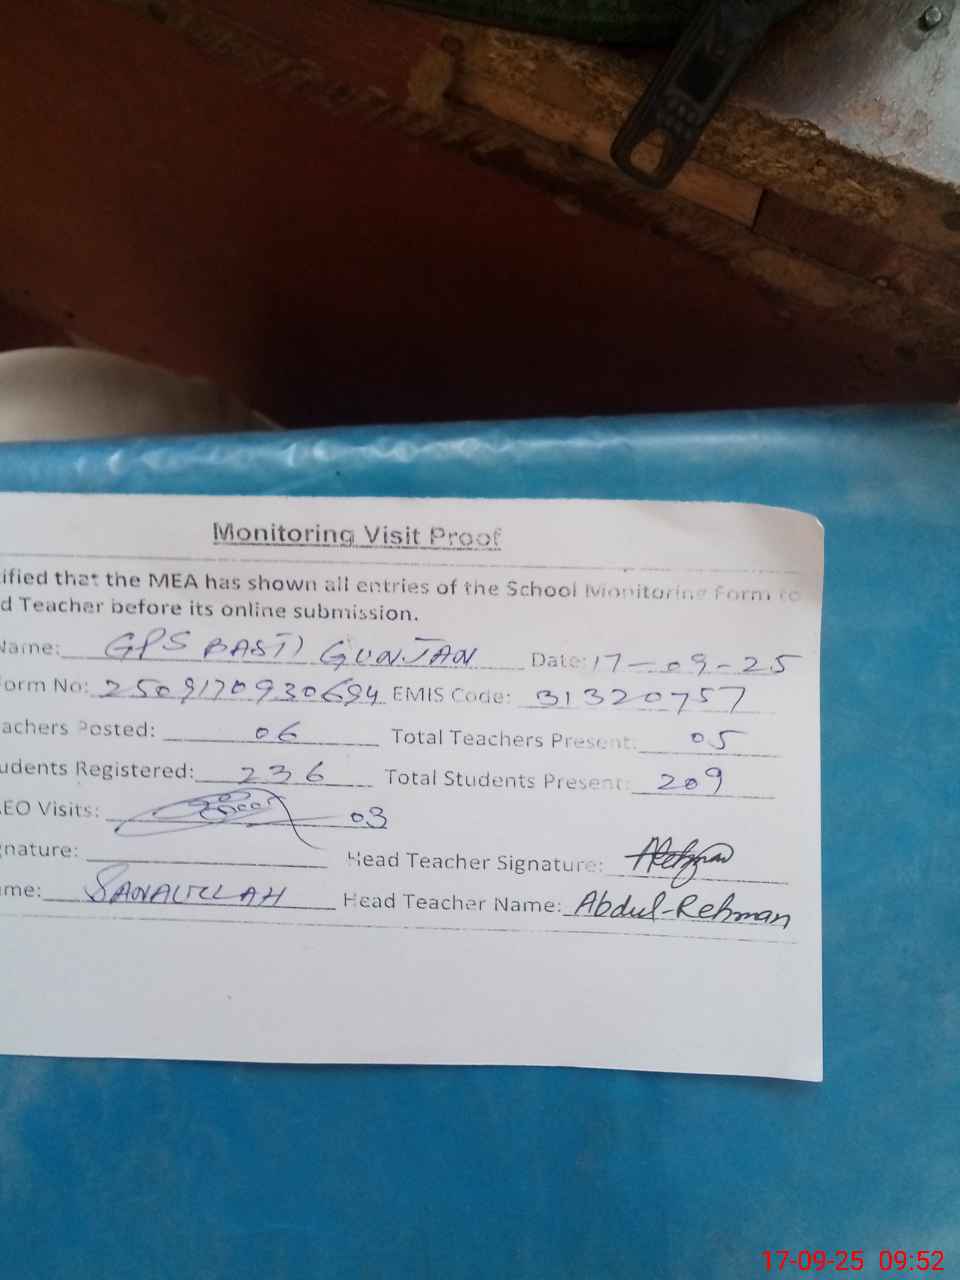 Monitoring Visit Proof
ified that the MEA has shown all entries of the School Monitoring Form to
d Teacher before its online submission.
Name: GPS BASTI GUNJAN Date: 17-09-25
orm No: 2509170930694 EMIS Code: 31320757
achers Posted: 06 Total Teachers Present: 05
udents Registered: 236 Total Students Present: 209
EO Visits: 03
gnature: Head Teacher Signature:
ame: SANAULLAH Head Teacher Name: Abdul-Rehman
17-09-25 09:52